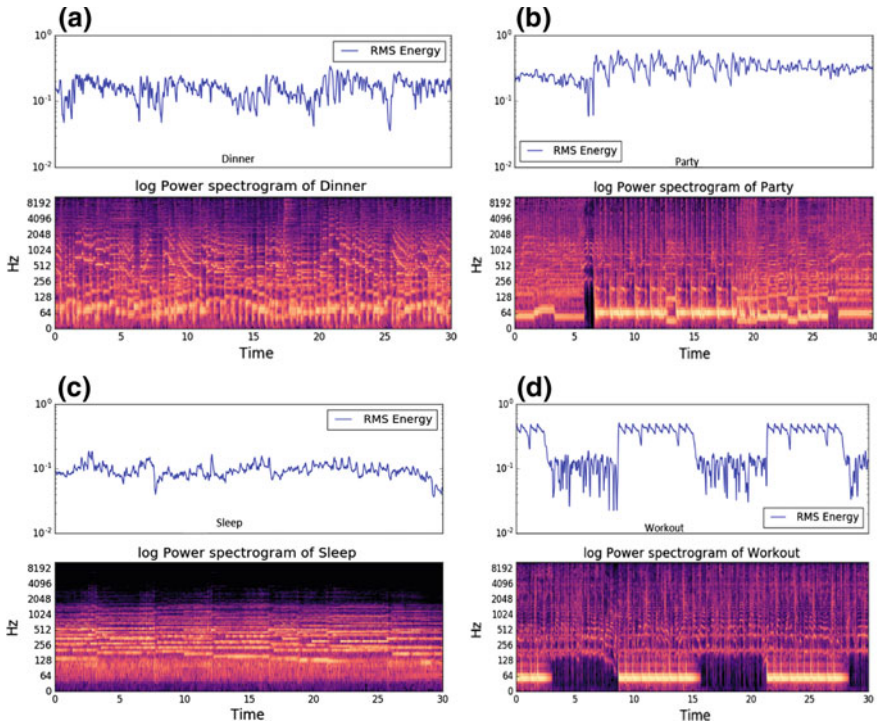 (a)
10^0
10^-1
10^-2
RMS Energy
Dinner
log Power spectrogram of Dinner
Hz
8192
4096
2048
1024
512
256
128
64
0
0 5 10 15 20 25 30
Time
(b)
10^0
10^-1
10^-2
RMS Energy
Party
log Power spectrogram of Party
Hz
8192
4096
2048
1024
512
256
128
64
0
0 5 10 15 20 25 30
Time
(c)
10^0
10^-1
10^-2
RMS Energy
Sleep
log Power spectrogram of Sleep
Hz
8192
4096
2048
1024
512
256
128
64
0
0 5 10 15 20 25 30
Time
(d)
10^0
10^-1
10^-2
RMS Energy
Workout
log Power spectrogram of Workout
Hz
8192
4096
2048
1024
512
256
128
64
0
0 5 10 15 20 25 30
Time